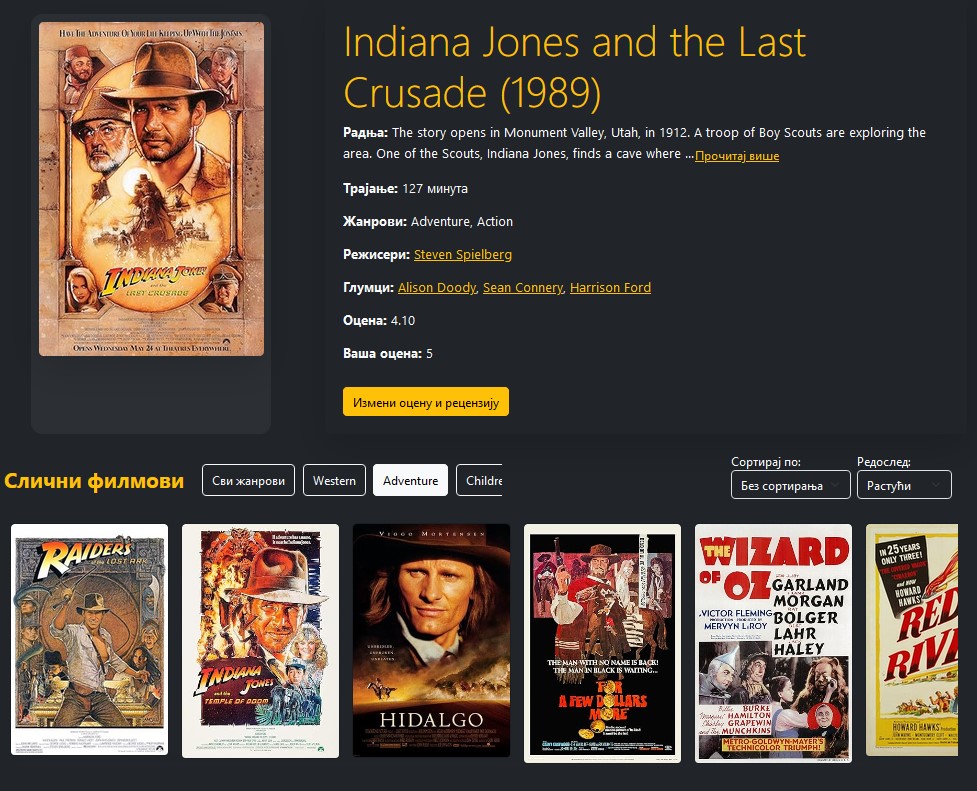 HAVE THE ADVENTURE OF YOUR LIFE KEEPING UP WITH THE JONESES.
INDIANA JONES
and the
LAST CRUSADE
OPENS WEDNESDAY MAY 24 AT THEATRES EVERYWHERE.
Indiana Jones and the Last
Crusade (1989)
Радња: The story opens in Monument Valley, Utah, in 1912. A troop of Boy Scouts are exploring the
area. One of the Scouts, Indiana Jones, finds a cave where ...Прочитај више
Трајање: 127 минута
Жанрови: Adventure, Action
Режисери: Steven Spielberg
Глумци: Alison Doody, Sean Connery, Harrison Ford
Оцена: 4.10
Ваша оцена: 5
Измени оцену и рецензију
Слични филмови
Сви жанрови
Western
Adventure
Childre
Сортирај по:
Без сортирања
Редослед:
Растући
RAIDERS
of the LOST ARK
INDIANA
JONES
and the
TEMPLE OF DOOM
VIGGO MORTENSEN
HIDALGO
THE MAN WITH NO NAME IS BACK!
THE MAN IN BLACK IS WAITING...
FOR
A FEW DOLLARS
MORE
THE WIZARD
OF OZ
GARLAND
MORGAN
BOLGER
LAHR
HALEY
VICTOR FLEMING
MERVYN LeROY
Billie BURKE
Margaret HAMILTON
Charley GRAPEWIN
and The MUNCHKINS
METRO-GOLDWYN-MAYER'S
TECHNICOLOR TRIUMPH!
IN 25 YEARS
ONLY THREE!
and NOW
HOWARD
HAWKS'
RED
RIVE
HOWARD HAWKS'